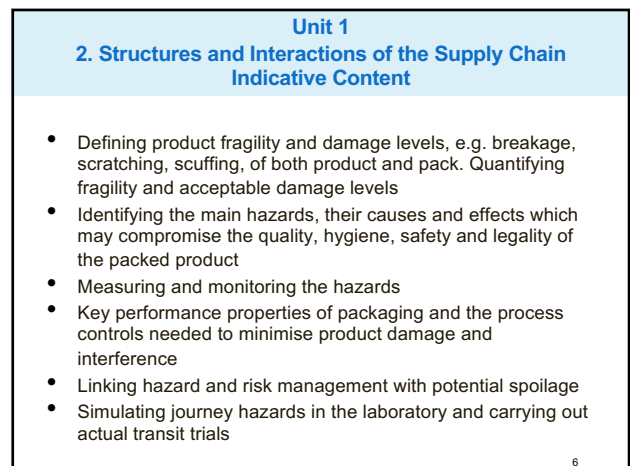 Unit 1
2. Structures and Interactions of the Supply Chain
Indicative Content
• Defining product fragility and damage levels, e.g. breakage,
scratching, scuffing, of both product and pack. Quantifying
fragility and acceptable damage levels
• Identifying the main hazards, their causes and effects which
may compromise the quality, hygiene, safety and legality of
the packed product
• Measuring and monitoring the hazards
• Key performance properties of packaging and the process
controls needed to minimise product damage and
interference
• Linking hazard and risk management with potential spoilage
• Simulating journey hazards in the laboratory and carrying out
actual transit trials
6